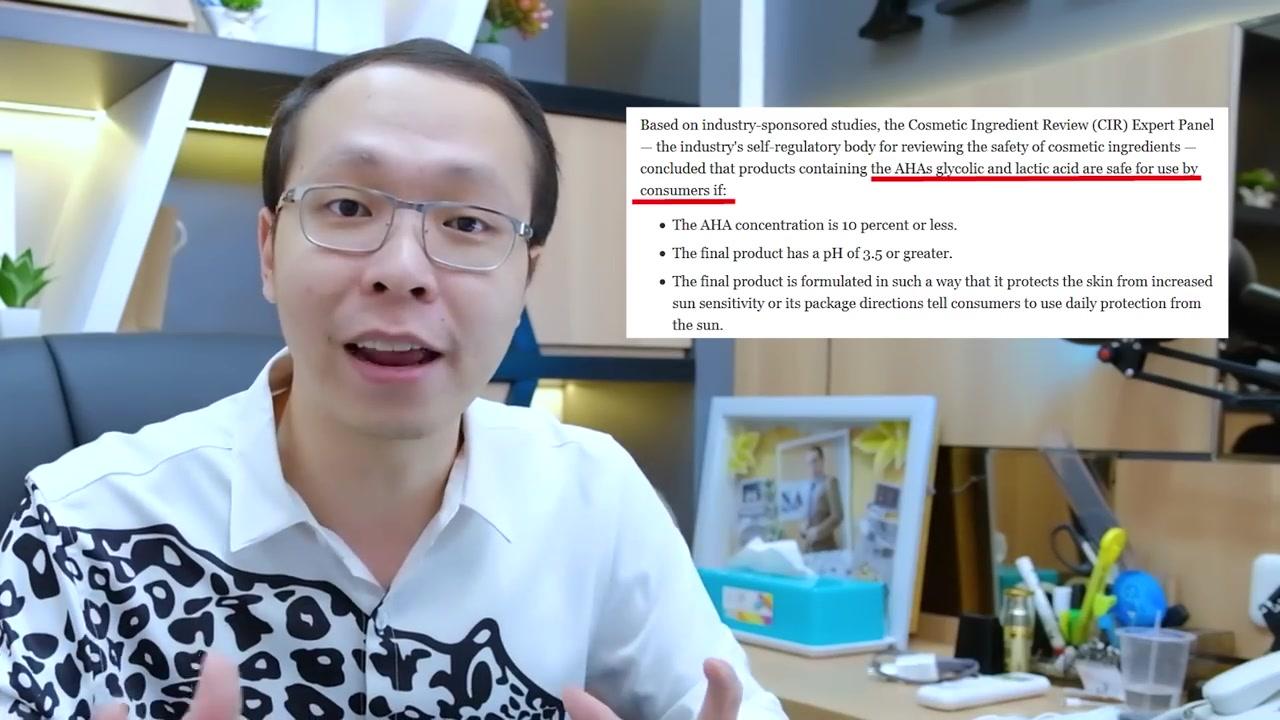 Based on industry-sponsored studies, the Cosmetic Ingredient Review (CIR) Expert Panel
— the industry's self-regulatory body for reviewing the safety of cosmetic ingredients —
concluded that products containing the AHAs glycolic and lactic acid are safe for use by
consumers if:
• The AHA concentration is 10 percent or less.
• The final product has a pH of 3.5 or greater.
• The final product is formulated in such a way that it protects the skin from increased
sun sensitivity or its package directions tell consumers to use daily protection from
the sun.